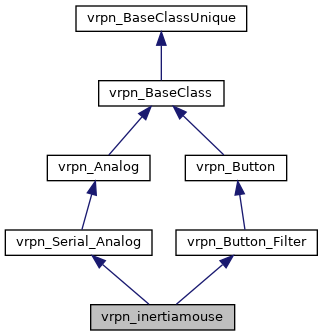 vrpn_BaseClassUnique
vrpn_BaseClass
vrpn_Analog
vrpn_Button
vrpn_Serial_Analog
vrpn_Button_Filter
vrpn_inertiamouse